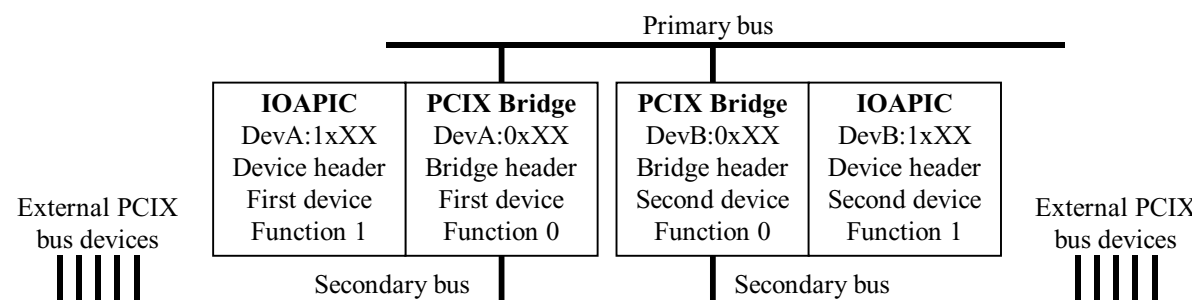 Primary bus
IOAPIC
DevA:1xXX
Device header
First device
Function 1
PCIX Bridge
DevA:0xXX
Bridge header
First device
Function 0
PCIX Bridge
DevB:0xXX
Bridge header
Second device
Function 0
IOAPIC
DevB:1xXX
Device header
Second device
Function 1
External PCIX
bus devices
Secondary bus
Secondary bus
External PCIX
bus devices